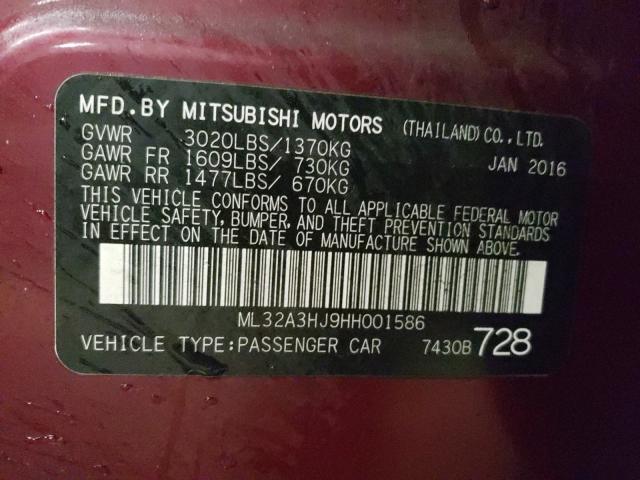 MFD.BY MITSUBISHI MOTORS (THAILAND)CO.,LTD.
GVWR 3020LBS/1370KG JAN 2016
GAWR FR 1609LBS/ 730KG
GAWR RR 1477LBS/ 670KG
THIS VEHICLE CONFORMS TO ALL APPLICABLE FEDERAL MOTOR
VEHICLE SAFETY, BUMPER, AND THEFT PREVENTION STANDARDS
IN EFFECT ON THE DATE OF MANUFACTURE SHOWN ABOVE.
ML32A3HJ9HH001586
VEHICLE TYPE:PASSENGER CAR 7430B 728